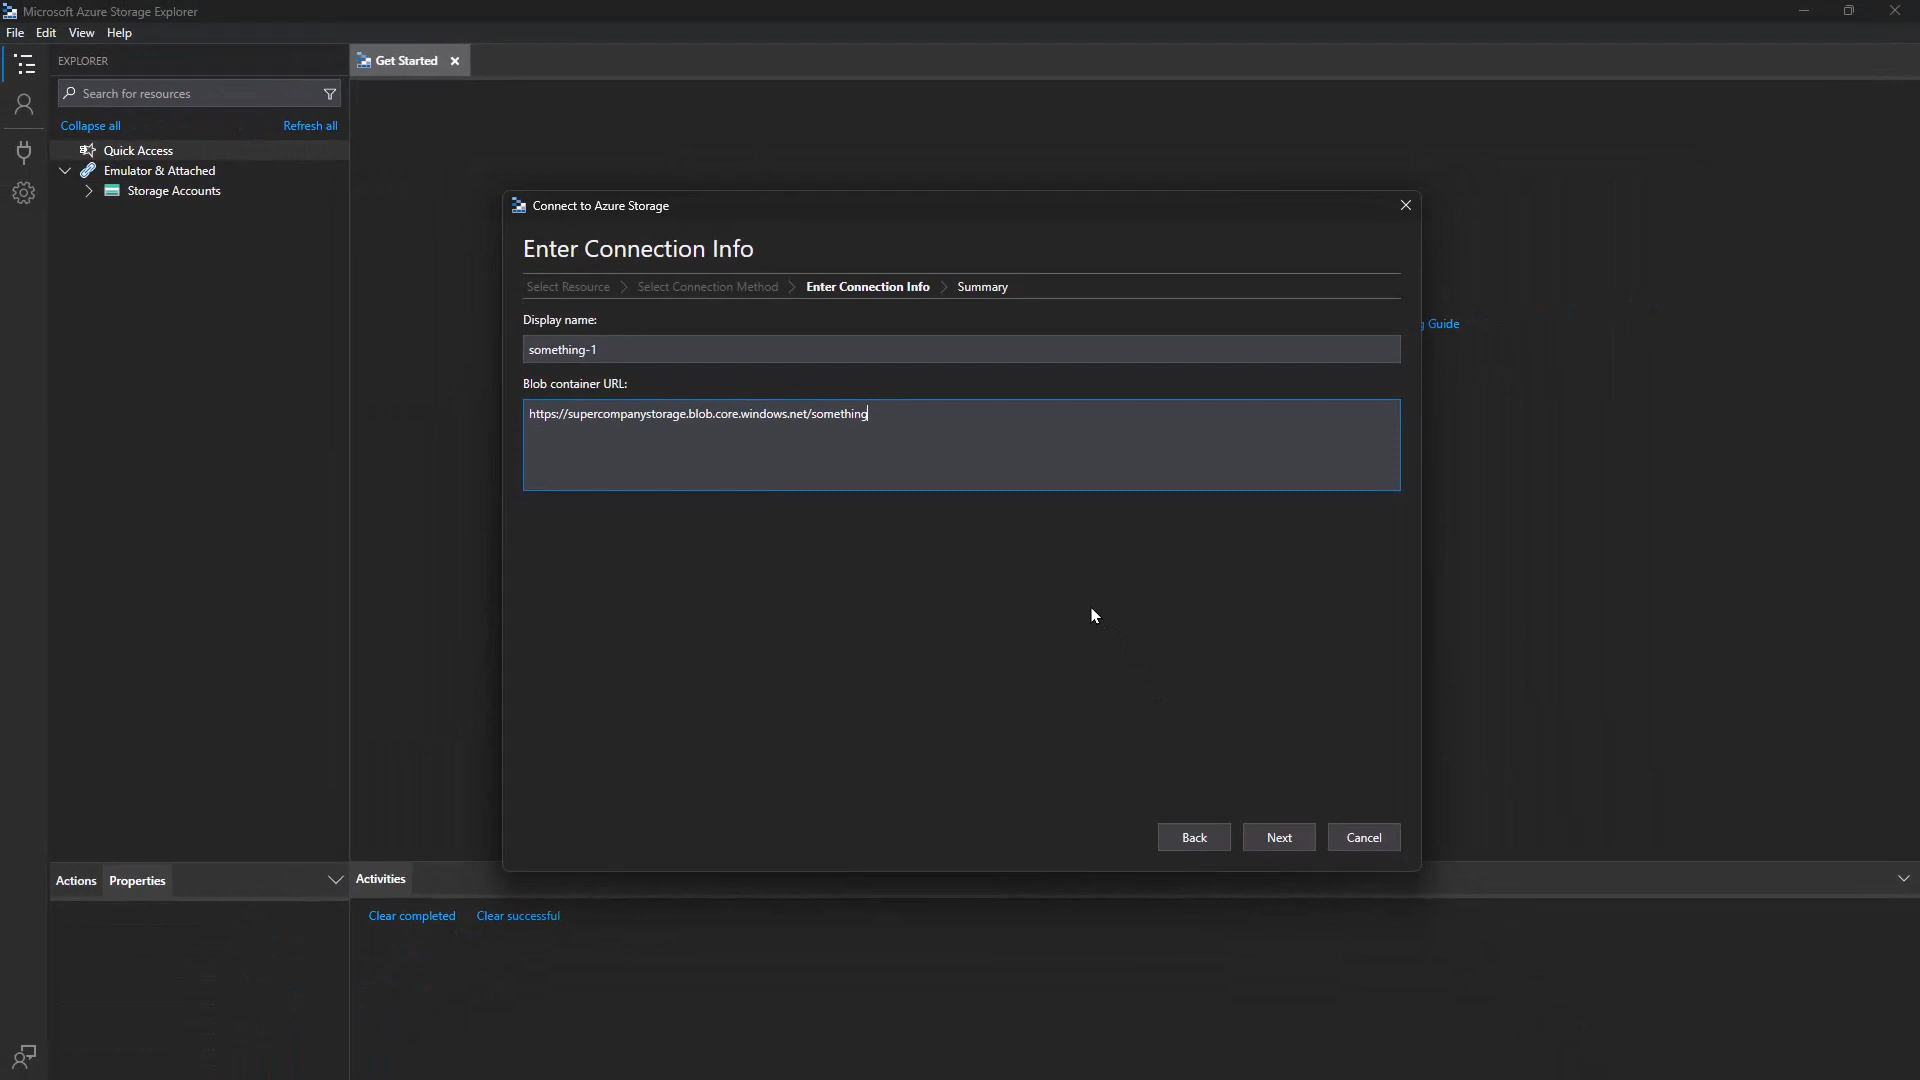 Microsoft Azure Storage Explorer
File Edit View Help
EXPLORER
Get Started
Search for resources
Collapse all Refresh all
Quick Access
Emulator & Attached
Storage Accounts
Connect to Azure Storage
Enter Connection Info
Select Resource Select Connection Method Enter Connection Info Summary
Display name:
something-1
Guide
Blob container URL:
https://supercompanystorage.blob.core.windows.net/something
Back Next Cancel
Actions Properties
Activities
Clear completed Clear successful